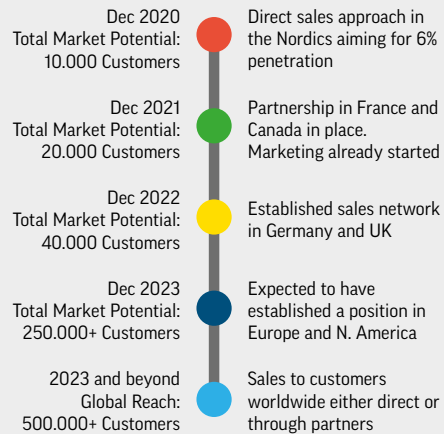 Dec 2020
Total Market Potential:
10.000 Customers
Direct sales approach in
the Nordics aiming for 6%
penetration
Dec 2021
Total Market Potential:
20.000 Customers
Partnership in France and
Canada in place.
Marketing already started
Dec 2022
Total Market Potential:
40.000 Customers
Established sales network
in Germany and UK
Dec 2023
Total Market Potential:
250.000+ Customers
Expected to have
established a position in
Europe and N. America
2023 and beyond
Global Reach:
500.000+ Customers
Sales to customers
worldwide either direct or
through partners